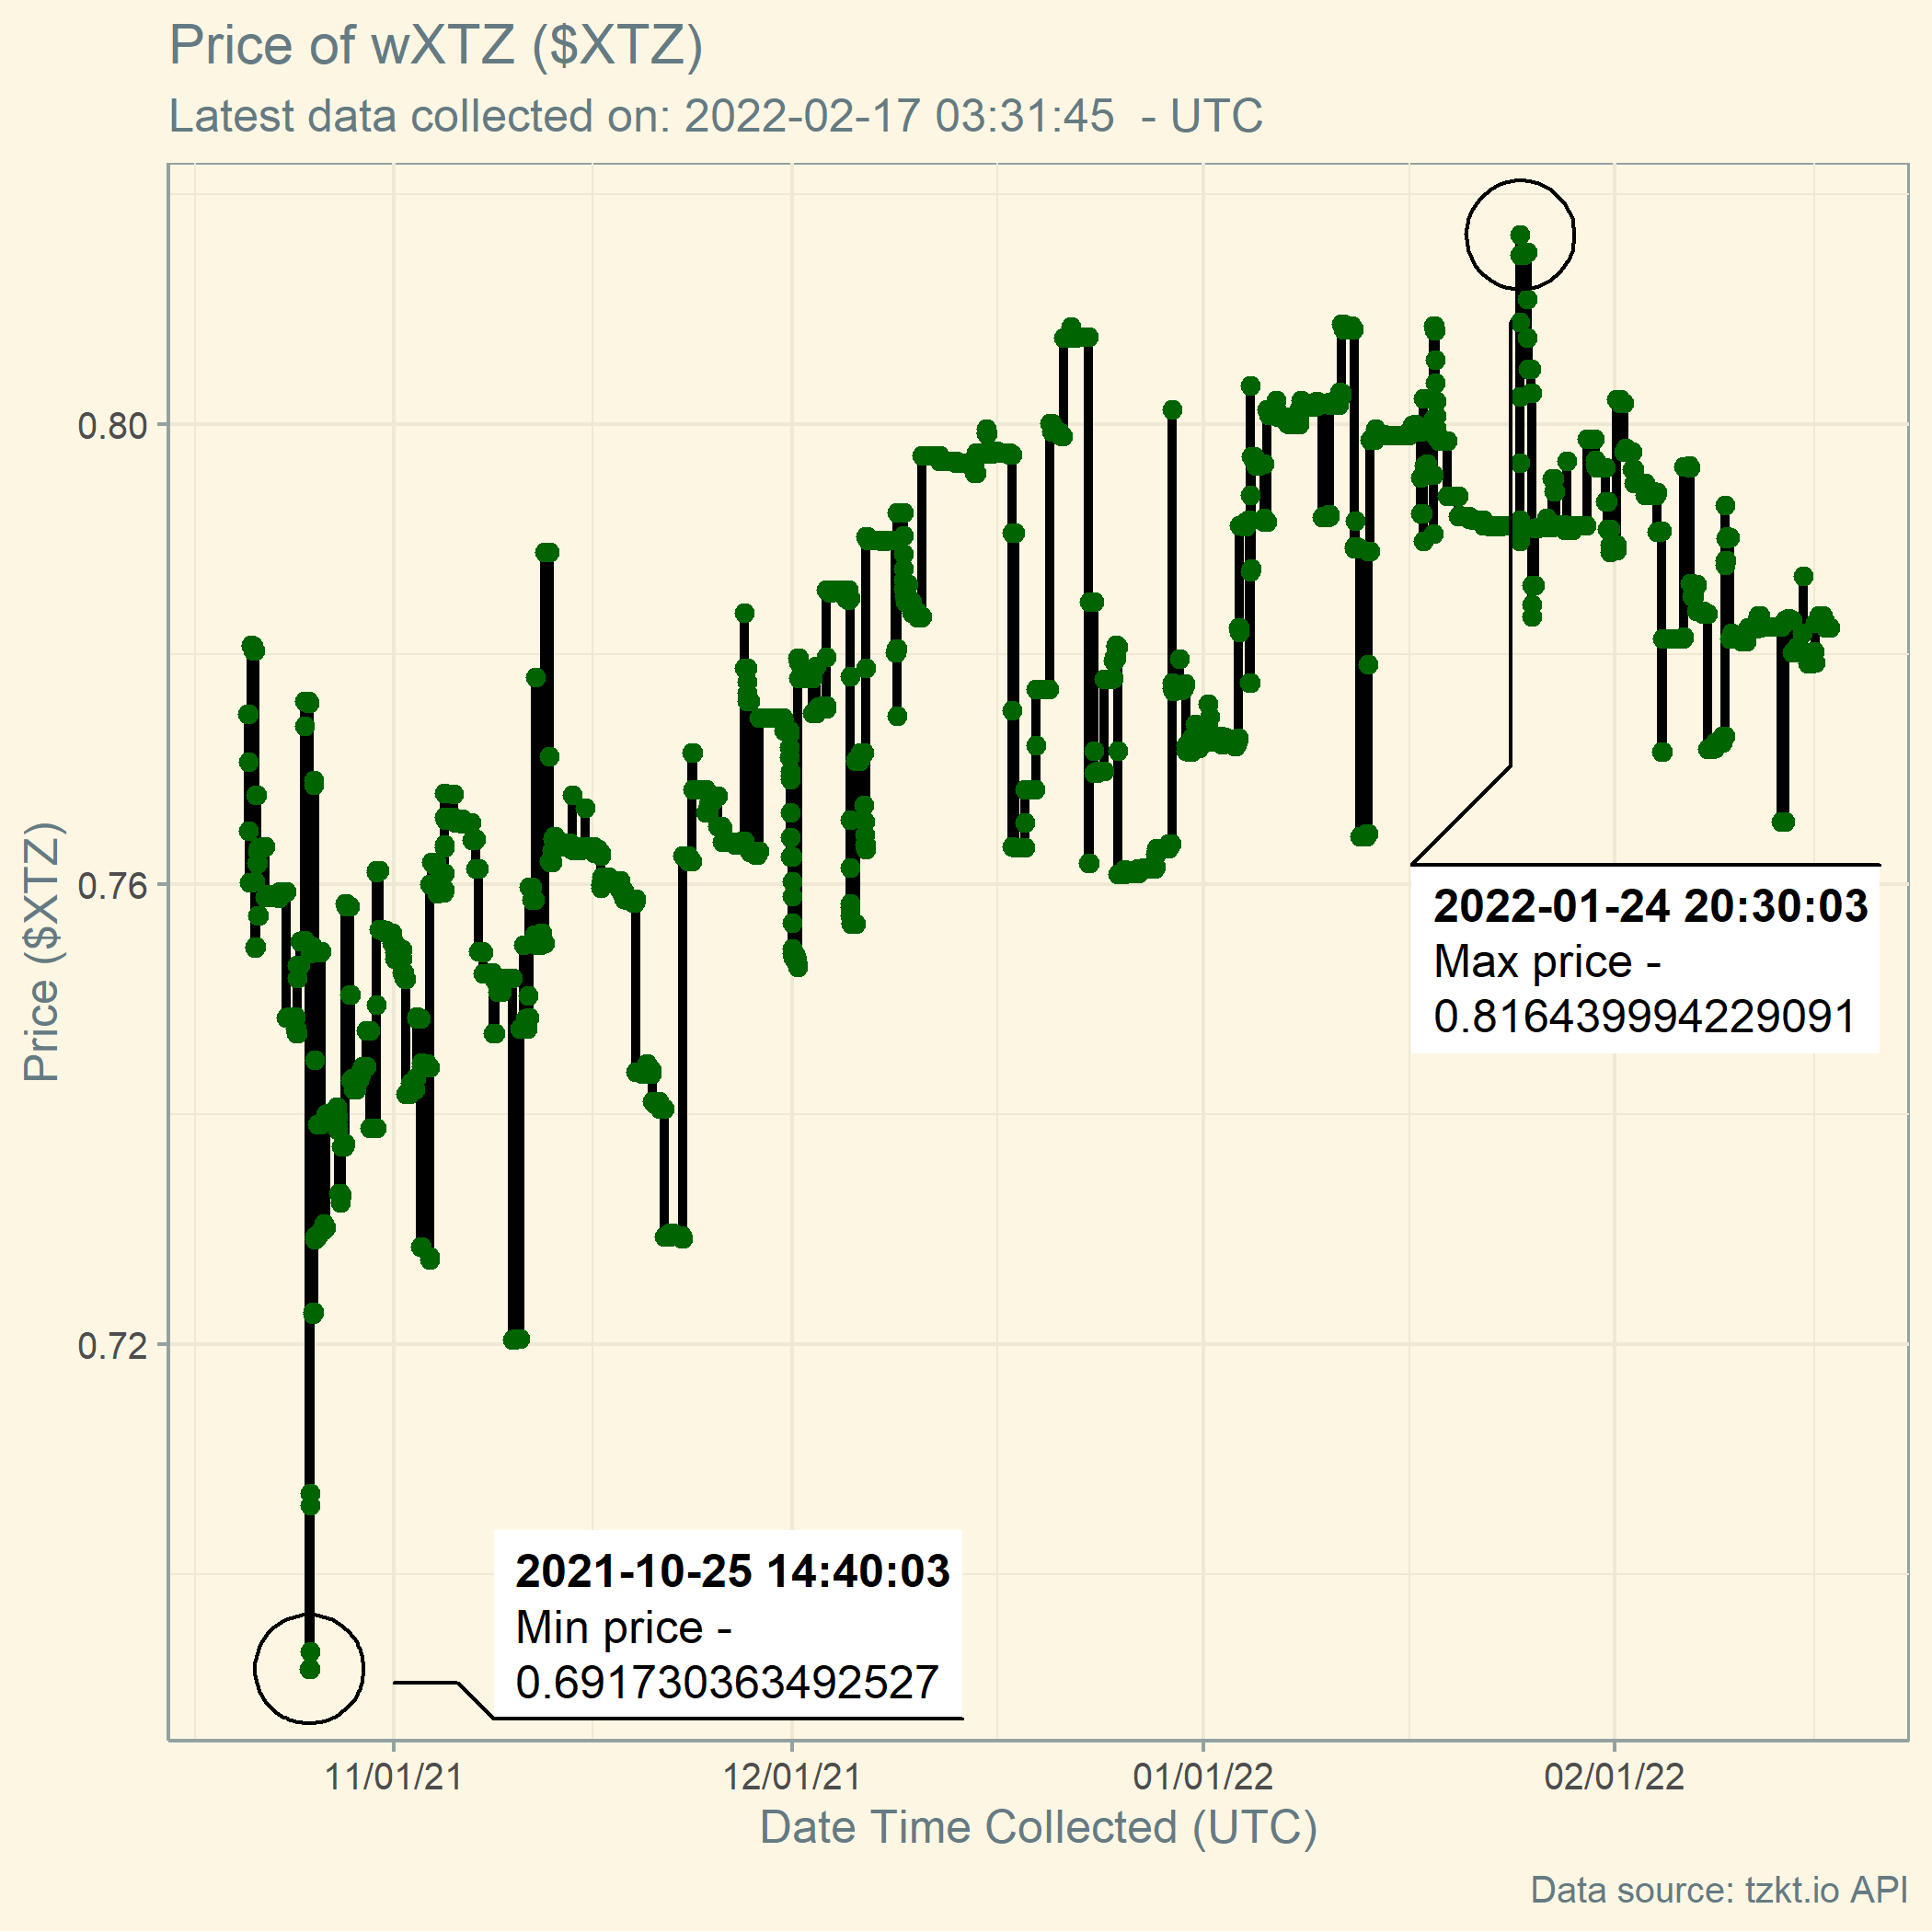 Price of wXTZ ($XTZ)
Latest data collected on: 2022-02-17 03:31:45  - UTC
Price ($XTZ)
0.80
0.76
0.72
2022-01-24 20:30:03
Max price -
0.8164399994229091
2021-10-25 14:40:03
Min price -
0.691730363492527
11/01/21
12/01/21
01/01/22
02/01/22
Date Time Collected (UTC)
Data source: tzkt.io API